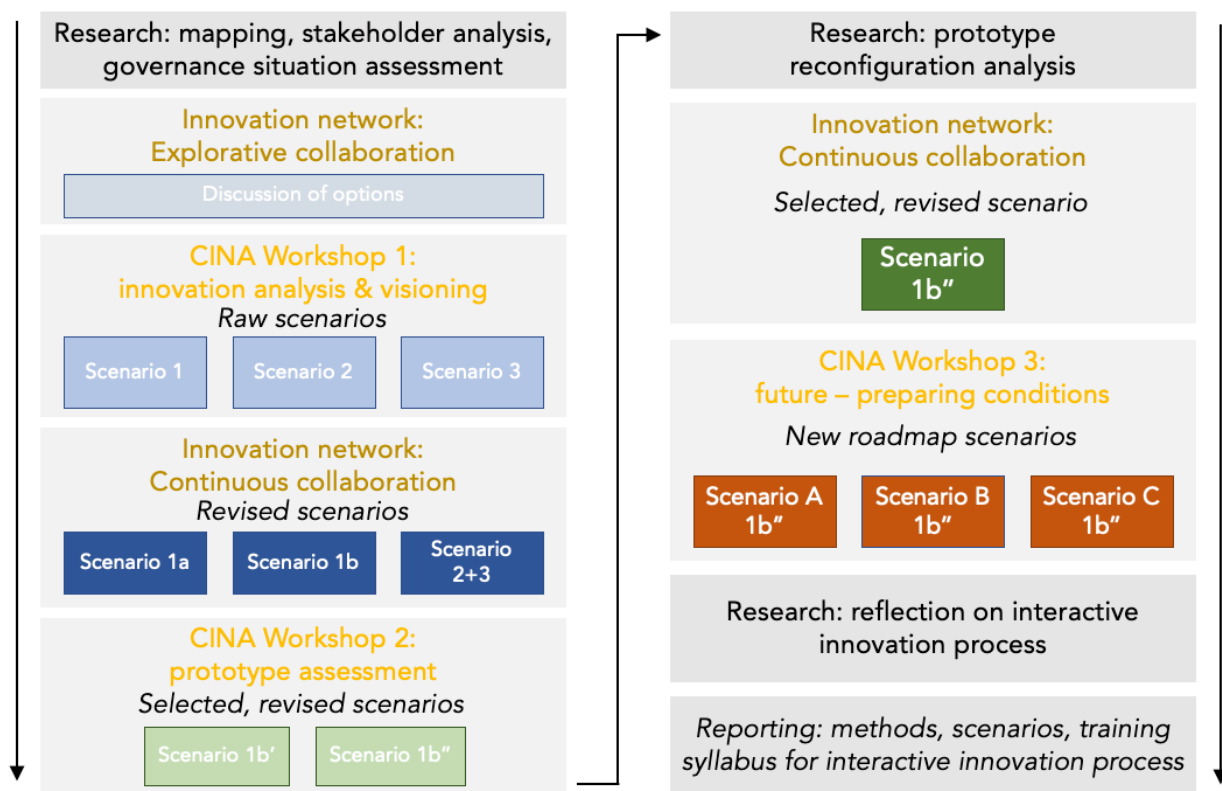 Research: mapping, stakeholder analysis,
governance situation assessment
Innovation network:
Explorative collaboration
Discussion of options
CINA Workshop 1:
innovation analysis & visioning
Raw scenarios
Scenario 1
Scenario 2
Scenario 3
Innovation network:
Continuous collaboration
Revised scenarios
Scenario 1a
Scenario 1b
Scenario
2+3
CINA Workshop 2:
prototype assessment
Selected, revised scenarios
Scenario 1b’
Scenario 1b”
Research: prototype
reconfiguration analysis
Innovation network:
Continuous collaboration
Selected, revised scenario
Scenario
1b”
CINA Workshop 3:
future – preparing conditions
New roadmap scenarios
Scenario A
1b”
Scenario B
1b”
Scenario C
1b”
Research: reflection on interactive
innovation process
Reporting: methods, scenarios, training
syllabus for interactive innovation process